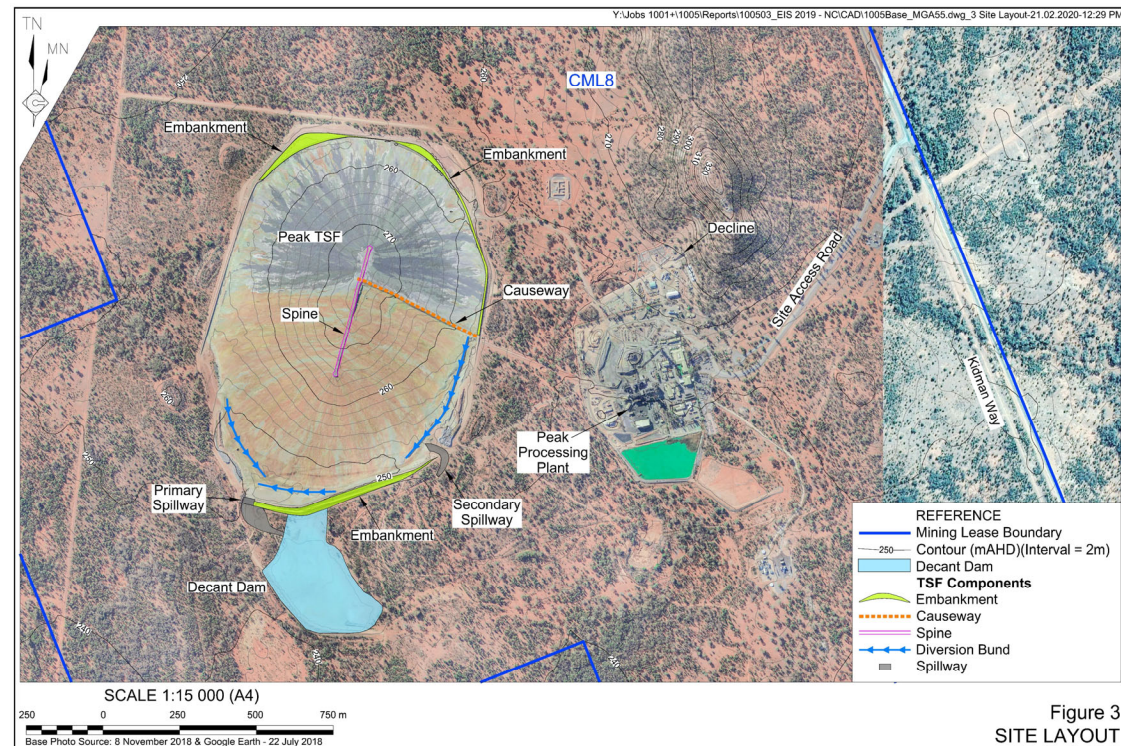 Y:\Jobs 1001+\1005\Reports\100503_EIS 2019 - NC\CAD\1005Base_MGA55.dwg_3 Site Layout-21.02.2020-12:29 PM
TN
MN
CML8
Embankment
Embankment
260
Peak TSF
270
Decline
Causeway
Site Access Road
Spine
260
Kidman Way
Peak
Processing
Plant
250
Primary
Spillway
Secondary
Spillway
Embankment
Decant Dam
REFERENCE
Mining Lease Boundary
250 Contour (mAHD)(Interval = 2m)
Decant Dam
TSF Components
Embankment
Causeway
Spine
Diversion Bund
Spillway
SCALE 1:15 000 (A4)
250 0 250 500 750 m
Base Photo Source: 8 November 2018 & Google Earth - 22 July 2018
Figure 3
SITE LAYOUT